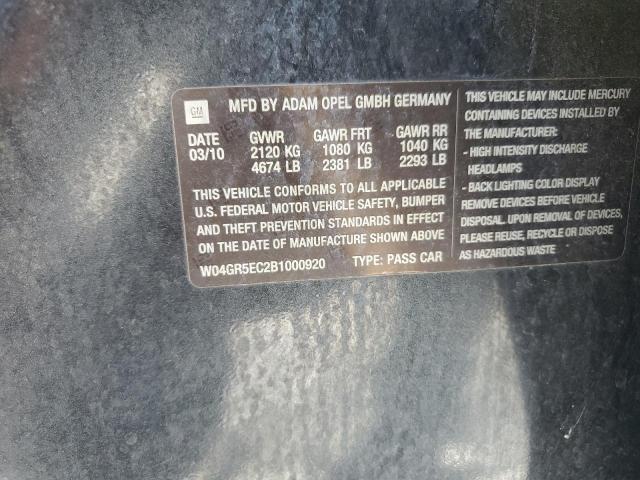 GM
MFD BY ADAM OPEL GMBH GERMANY
DATE GVWR GAWR FRT GAWR RR
03/10 2120 KG 1080 KG 1040 KG
4674 LB 2381 LB 2293 LB
THIS VEHICLE CONFORMS TO ALL APPLICABLE
U.S. FEDERAL MOTOR VEHICLE SAFETY, BUMPER
AND THEFT PREVENTION STANDARDS IN EFFECT
ON THE DATE OF MANUFACTURE SHOWN ABOVE
W04GR5EC2B1000920 TYPE: PASS CAR
THIS VEHICLE MAY INCLUDE MERCURY
CONTAINING DEVICES INSTALLED BY
THE MANUFACTURER:
- HIGH INTENSITY DISCHARGE
HEADLAMPS
- BACK LIGHTING COLOR DISPLAY
REMOVE DEVICES BEFORE VEHICLE
DISPOSAL. UPON REMOVAL OF DEVICES,
PLEASE REUSE, RECYCLE OR DISPOSE
AS HAZARDOUS WASTE